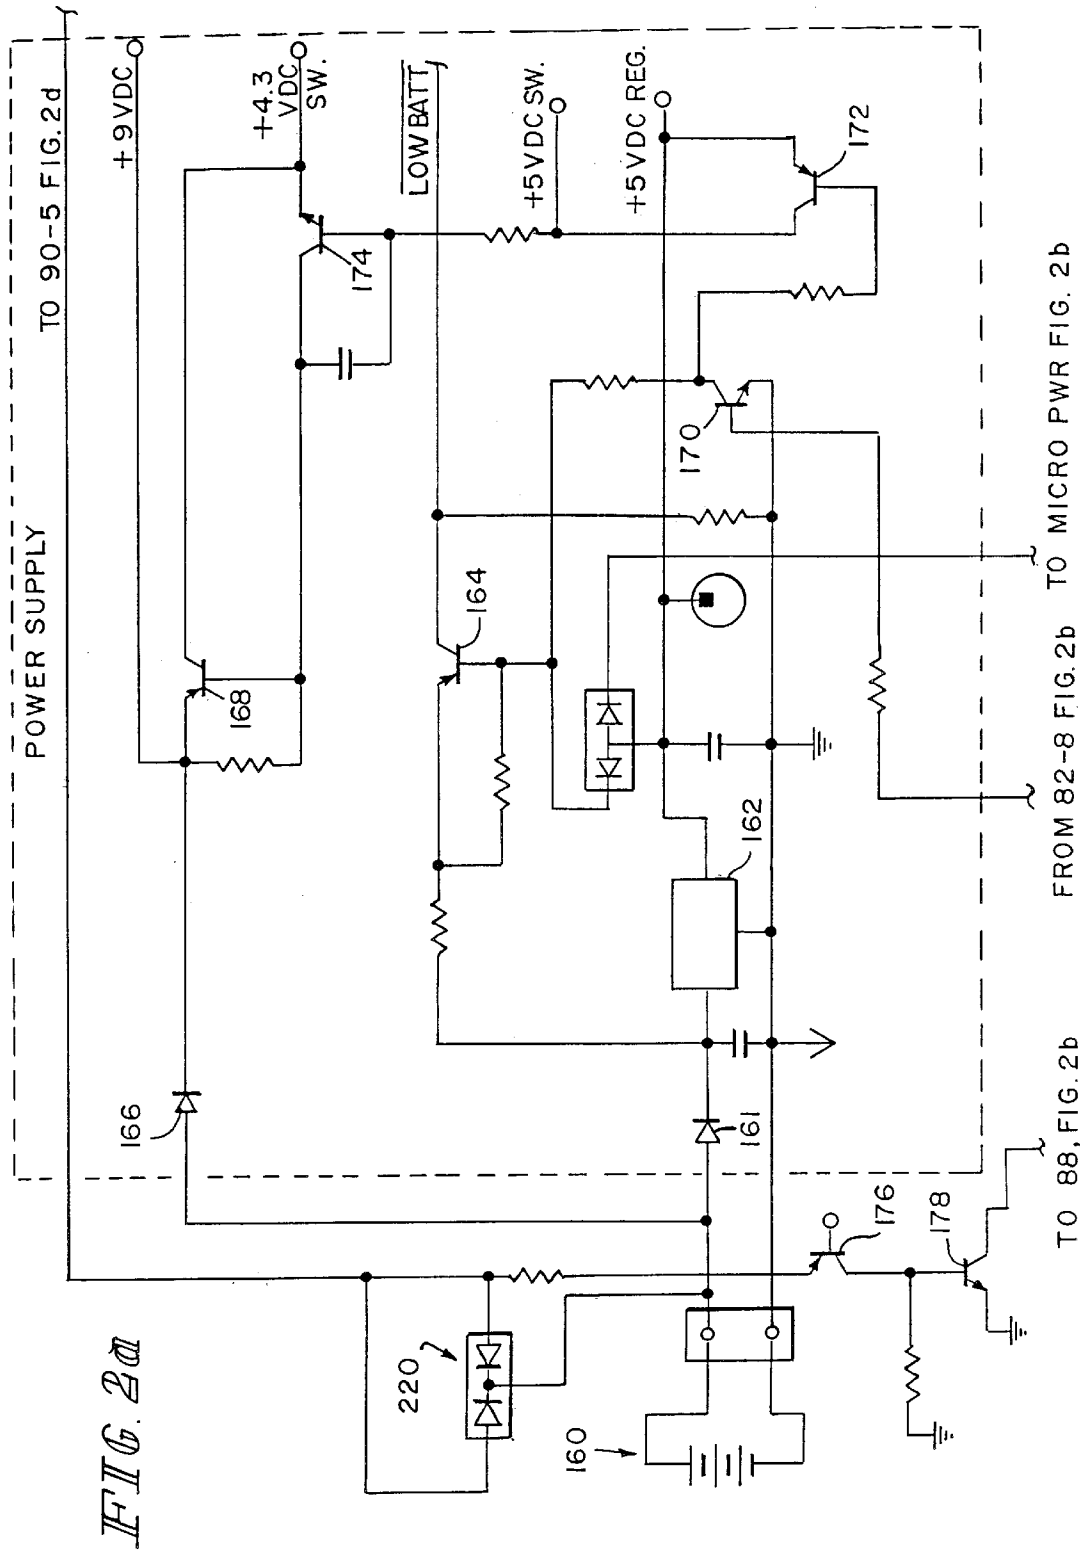 FIG. 2a
POWER SUPPLY
TO 90-5 FIG. 2d
+9VDC
+4.3
VDC
SW.
LOWBATT
+5VDC SW.
+5VDC REG.
166
168
174
164
172
170
162
161
220
160
176
178
TO MICRO PWR FIG. 2b
FROM 82-8 FIG. 2b
TO 88, FIG. 2b